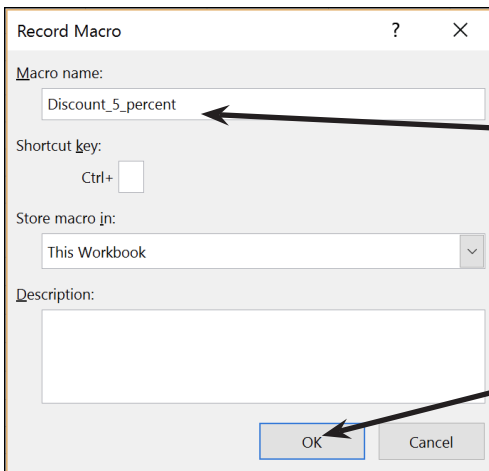 Record Macro ?
Macro name:
Discount_5_percent
Shortcut key:
Ctrl+
Store macro in:
This Workbook
Description:
OK Cancel